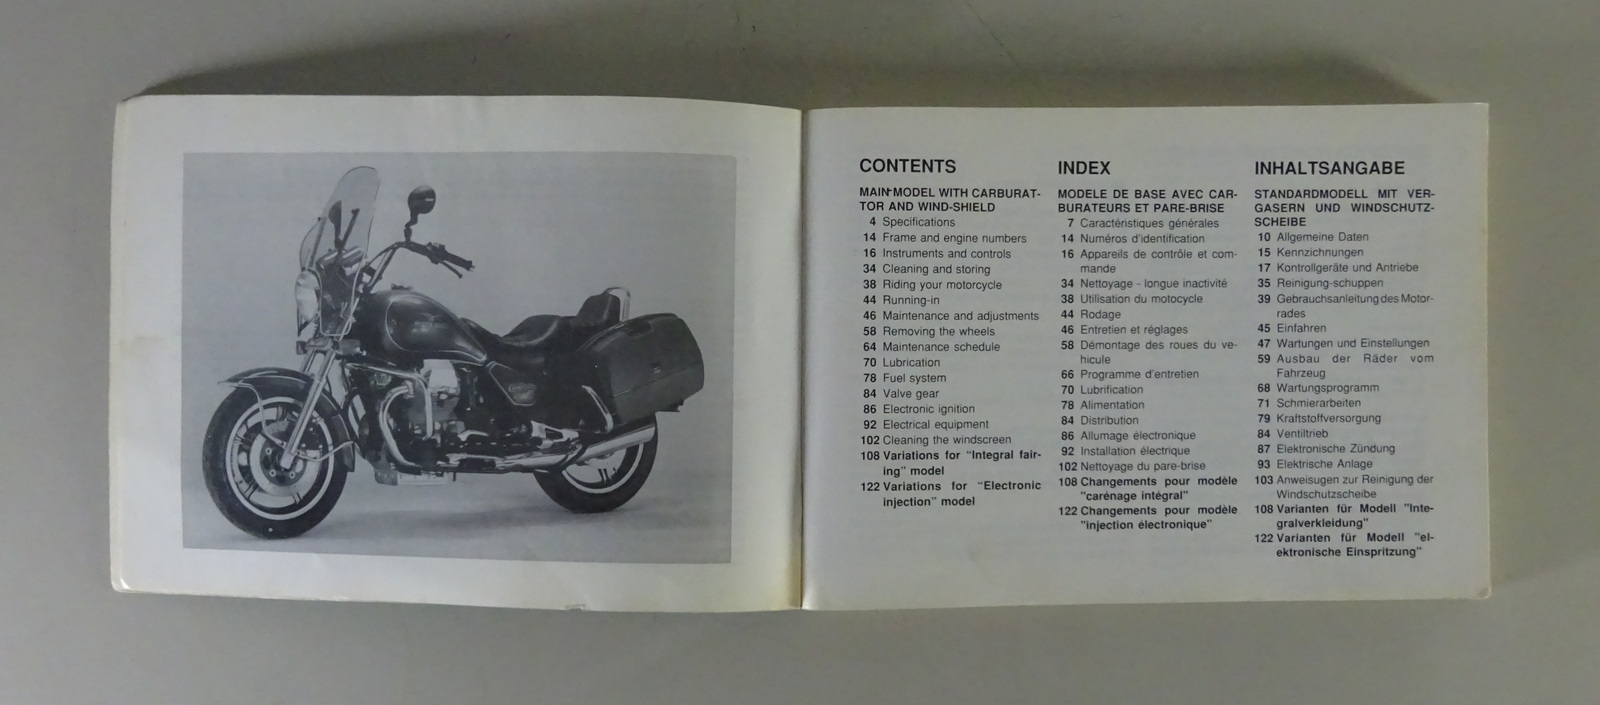 CONTENTS
MAIN-MODEL WITH CARBURAT-
TOR AND WIND-SHIELD
4 Specifications
14 Frame and engine numbers
16 Instruments and controls
34 Cleaning and storing
38 Riding your motorcycle
44 Running-in
46 Maintenance and adjustments
58 Removing the wheels
64 Maintenance schedule
70 Lubrication
78 Fuel system
84 Valve gear
86 Electronic ignition
92 Electrical equipment
102 Cleaning the windscreen
108 Variations for "Integral fair-
ing" model
122 Variations for "Electronic
injection" model
INDEX
MODELE DE BASE AVEC CAR-
BURATEURS ET PARE-BRISE
7 Caractéristiques générales
14 Numéros d'identification
16 Appareils de contrôle et com-
mande
34 Nettoyage - longue inactivité
38 Utilisation du motocycle
44 Rodage
46 Entretien et réglages
58 Démontage des roues du ve-
hicule
66 Programme d'entretien
70 Lubrification
78 Alimentation
84 Distribution
86 Allumage électronique
92 Installation électrique
102 Nettoyage du pare-brise
108 Changements pour modèle
"carénage intégral"
122 Changements pour modèle
"injection électronique"
INHALTSANGABE
STANDARDMODELL MIT VER-
GASERN UND WINDSCHUTZ-
SCHEIBE
10 Allgemeine Daten
15 Kennzichnungen
17 Kontrollgeräte und Antriebe
35 Reinigung-schuppen
39 Gebrauchsanleitung des Motor-
rades
45 Einfahren
47 Wartungen und Einstellungen
59 Ausbau der Räder vom
Fahrzeug
68 Wartungsprogramm
71 Schmierarbeiten
79 Kraftstoffversorgung
84 Ventiltrieb
87 Elektronische Zündung
93 Elektrische Anlage
103 Anweisugen zur Reinigung der
Windschutzscheibe
108 Varianten für Modell "Inte-
gralverkleidung"
122 Varianten für Modell "el-
ektronische Einspritzung"